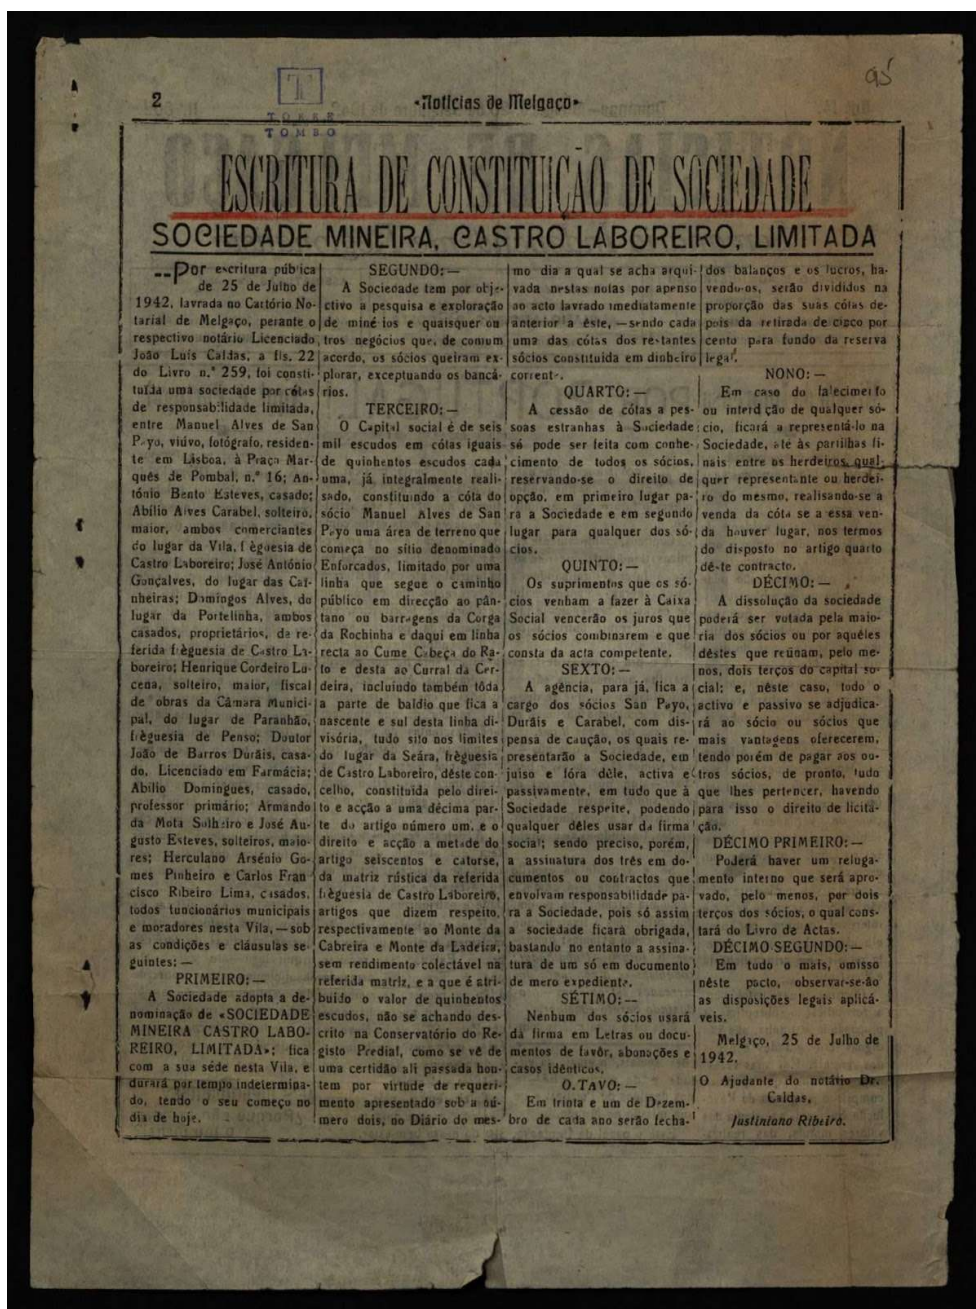 95
2
«Notícias de Melgaço»
T
TORRE
TOMBO
ESCRITURA DE CONSTITUIÇÃO DE SOCIEDADE
SOCIEDADE MINEIRA, CASTRO LABOREIRO, LIMITADA
--Por escritura púb'ica
de 25 de Julho de
1942, lavrada no Cartório No-
tarial de Melgaço, perante o
respectivo notário Licenciado
João Luís Caldas, a fls. 22
do Livro n.º 259, foi consti-
tuída uma sociedade por cótas
de responsab:lidade limitada,
entre Manuel Alves de San
Payo, viúvo, fotógrafo, residen-
te em Lisboa, à Praça Mar-
quês de Pombal, n.º 16; An-
tónio Bento Esteves, casado;
Abílio Alves Carabel, solteiro,
maior, ambos comerciantes
do lugar da Vila, f èguesia de
Castro Laboreiro; José António
Gonçalves, do lugar das Caí-
nheiras; Domingos Alves, do
lugar da Portelinha, ambos
casados, proprietários, da re-
ferida frèguesia de Castro La-
boreiro; Henrique Cordeiro Lu-
cena, solteiro, maior, fiscal
de obras da Câmara Munici-
pal, do lugar de Paranhão,
frèguesia de Penso; Doutor
João de Barros Durãis, casa-
do, Licenciado em Farmácia;
Abílio Domingues, casado,
professor primário; Armando
da Mota Solheiro e José Au-
gusto Esteves, solteiros, maio-
res; Herculano Arsénio Go-
mes Pinheiro e Carlos Fran
cisco Ribeiro Lima, casados,
todos funcionários municipais
e moradores nesta Vila,—sob
as condições e cláusulas se-
guintes:—
PRIMEIRO:—
A Sociedade adopta a de-
nominação de «SOCIEDADE
MINEIRA CASTRO LABO-
REIRO, LIMITADA»; fica
com a sua séde nesta Vila, e
durará por tempo indetermina-
do, tendo o seu começo no
dia de hoje.
SEGUNDO:—
A Sociedade tem por obje-
ctivo a pesquisa e exploração
de miné ios e quaisquer ou
tros negócios que, de comum
acordo, os sócios queiram ex-
plorar, exceptuando os bancá-
rios.
TERCEIRO:—
O Capital social é de seis
mil escudos em cótas iguais
de quinhentos escudos cada
uma, já, integralmente reali-
sado, constituindo a cóta do
sócio Manuel Alves de San
Payo uma área de terreno que
começa no sítio denominado
Enforcados, limitado por uma
linha que segue o caminho
público em direcção ao pân-
tano ou barragens da Corga
da Rochinha e daqui em linha
recta ao Cume Cabeça do Ra-
to e desta ao Curral da Cer-
deira, incluindo também tôda
a parte de baldio que fica a
nascente e sul desta linha di-
visória, tudo sito nos limites
do lugar da Seára, frèguesia
de Castro Laboreiro, dêste con-
celho, constituída pelo direi-
to e acção a uma décima par-
te do artigo número um, e o
direito e acção a metade do
artigo seiscentos e catorse,
da matriz rústica da referida
frèguesia de Castro Laboreiro,
artigos que dizem respeito,
respectivamente ao Monte da
Cabreira e Monte da Ladeira,
sem rendimento colectável na
referida matriz, e a que é atri-
buído o valor de quinhentos
escudos, não se achando des-
crito na Conservatório do Re-
gisto Predial, como se vê de
uma certidão ali passada hon-
tem por virtude de requeri-
mento apresentado sob a nú-
mero dois, no Diário do mes-
mo dia a qual se acha arqui-
vada nestas notas por apenso
ao acto lavrado imediatamente
anterior a êste,—sendo cada
uma das cótas dos restantes
sócios constituida em dinheiro
corrente.
QUARTO:—
A cessão de cótas a pes-
soas estranhas à Sociedade
só pode ser feita com conhe-
cimento de todos os sócios,
reservando-se o direito de
opção, em primeiro lugar pa-
ra a Sociedade e em segundo
lugar para qualquer dos só-
cios.
QUINTO:—
Os suprimentos que os só-
cios venham a fazer à Caixa
Social vencerão os juros que
os sócios combinarem e que
consta da acta competente.
SEXTO:—
A agência, para já, fica a
cargo dos sócios San Payo,
Durãis e Carabel, com dis-
pensa de caução, os quais re-
presentarão a Sociedade, em
juiso e fóra dêle, activa e
passivamente, em tudo que à
Sociedade respeite, podendo
qualquer dêles usar da firma
social; sendo preciso, porém,
a assinatura dos três em do-
cumentos ou contractos que
envolvam responsabilidade pa-
ra a Sociedade, pois só assim
a sociedade ficará obrigada,
bastando no entanto a assina-
tura de um só em documento
de mero expediente.
SÉTIMO:—
Nenhum dos sócios usará
da firma em Letras ou docu-
mentos de favôr, abonações e
casos idênticos.
O.TAVO:—
Em trinta e um de Dezem-
bro de cada ano serão fecha-
dos balanços e os lucros, ha-
vendo-os, serão divididos na
proporção das suas cótas de-
pois da retirada de cinco por
cento para fundo da reserva
legal.
NONO:—
Em caso do falecimento
ou interd ção de qualquer só-
cio, ficará a representá-lo na
Sociedade, até às partilhas fi-
nais entre os herdeiros, qual-
quer representante ou herdei-
ro do mesmo, realisando-se a
venda da cóta se a essa ven-
da houver lugar, nos termos
do disposto no artigo quarto
dêste contracto.
DÉCIMO:—
A dissolução da sociedade
poderá ser votada pela maio-
ria dos sócios ou por aquêles
dêstes que reünam, pelo me-
nos, dois terços do capital so-
cial; e, nêste caso, todo o
activo e passivo se adjudica-
rá ao sócio ou sócios que
mais vantagens oferecerem,
tendo porém de pagar aos ou-
tros sócios, de pronto, tudo
que lhes pertencer, havendo
para isso o direito de licitá-
ção.
DÉCIMO PRIMEIRO:—
Poderá haver um relúga-
mento interno que será apro-
vado, pelo menos, por dois
terços dos sócios, o qual cons-
tará do Livro de Actas.
DÉCIMO SEGUNDO:—
Em tudo o mais, omisso
nêste pacto, observar-se-ão
as disposições legais aplicá-
veis.
Melgaço, 25 de Julho de
1942.
O Ajudante do notário Dr.
Caldas,
Justiniano Ribeiro.